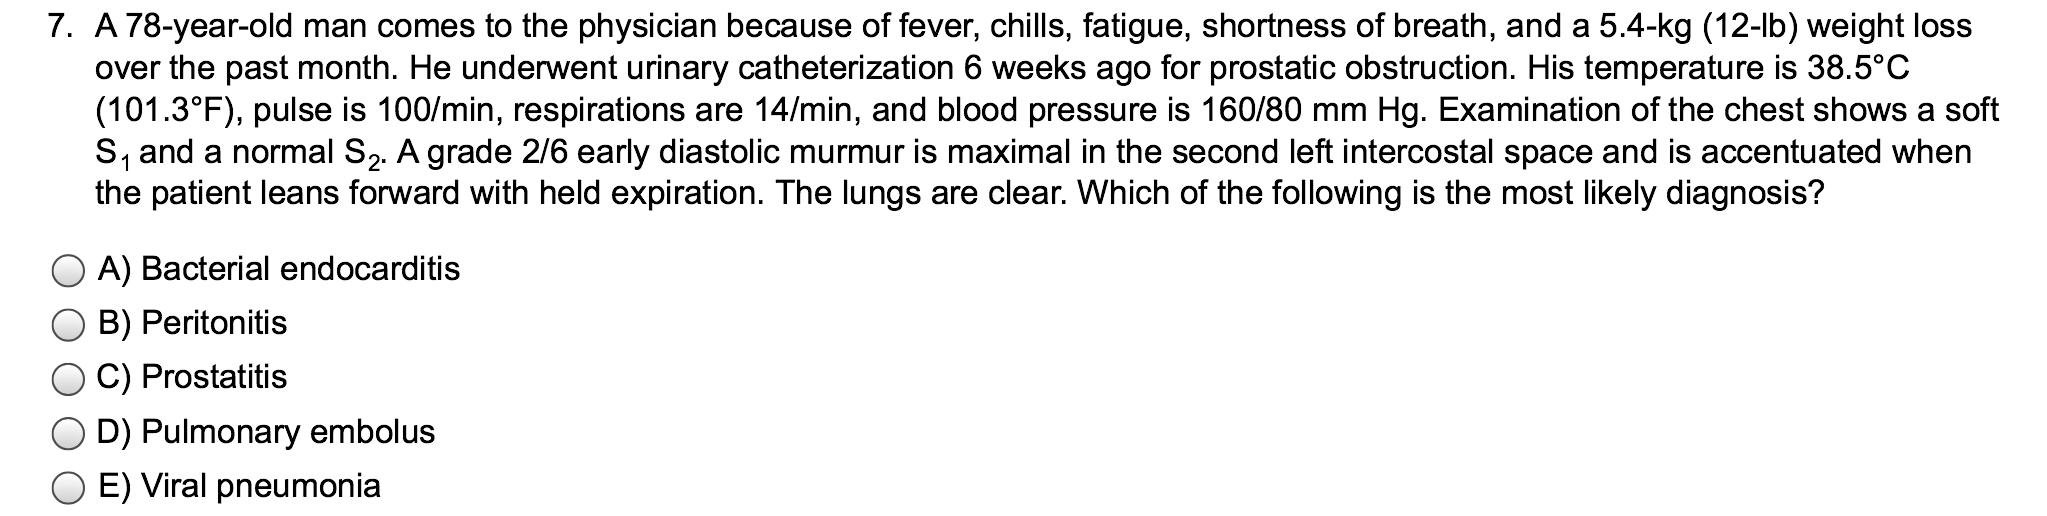 7. A 78-year-old man comes to the physician because of fever, chills, fatigue, shortness of breath, and a 5.4-kg (12-lb) weight loss
over the past month. He underwent urinary catheterization 6 weeks ago for prostatic obstruction. His temperature is 38.5°C
(101.3°F), pulse is 100/min, respirations are 14/min, and blood pressure is 160/80 mm Hg. Examination of the chest shows a soft
S₁ and a normal S₂. A grade 2/6 early diastolic murmur is maximal in the second left intercostal space and is accentuated when
the patient leans forward with held expiration. The lungs are clear. Which of the following is the most likely diagnosis?
A) Bacterial endocarditis
B) Peritonitis
C) Prostatitis
D) Pulmonary embolus
E) Viral pneumonia